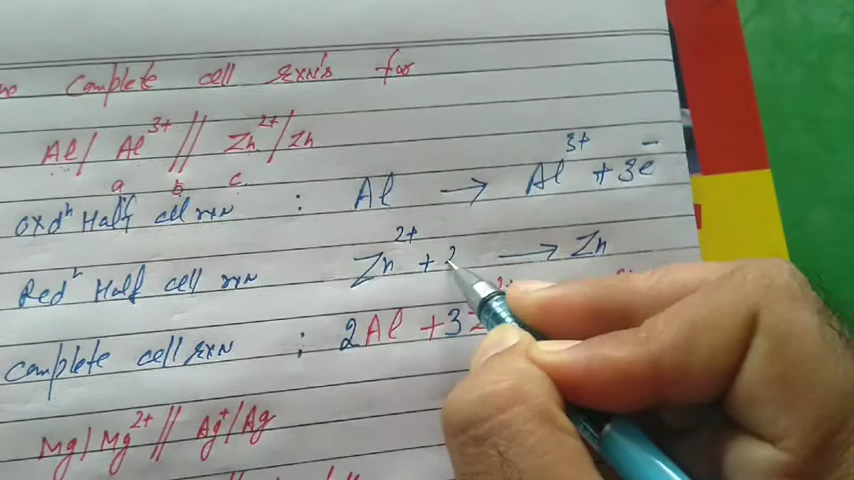 Complete cell rxn's for
Al/ Al³⁺// Zn²⁺/Zn
a b c
oxdⁿ Half cell rxn : Al → Al³⁺ + 3e⁻
Redⁿ Half cell rxn Zn²⁺ + 2 → Zn
Complete cell rxn : 2Al + 3
Mg/Mg²⁺// Ag⁺/Ag